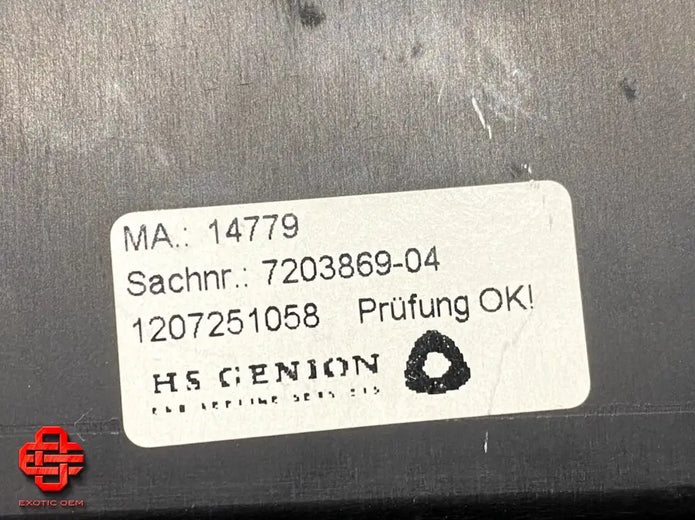 MA.: 14779
Sachnr.: 7203869-04
1207251058 Prüfung OK!
HS GENION
EXOTIC OEM